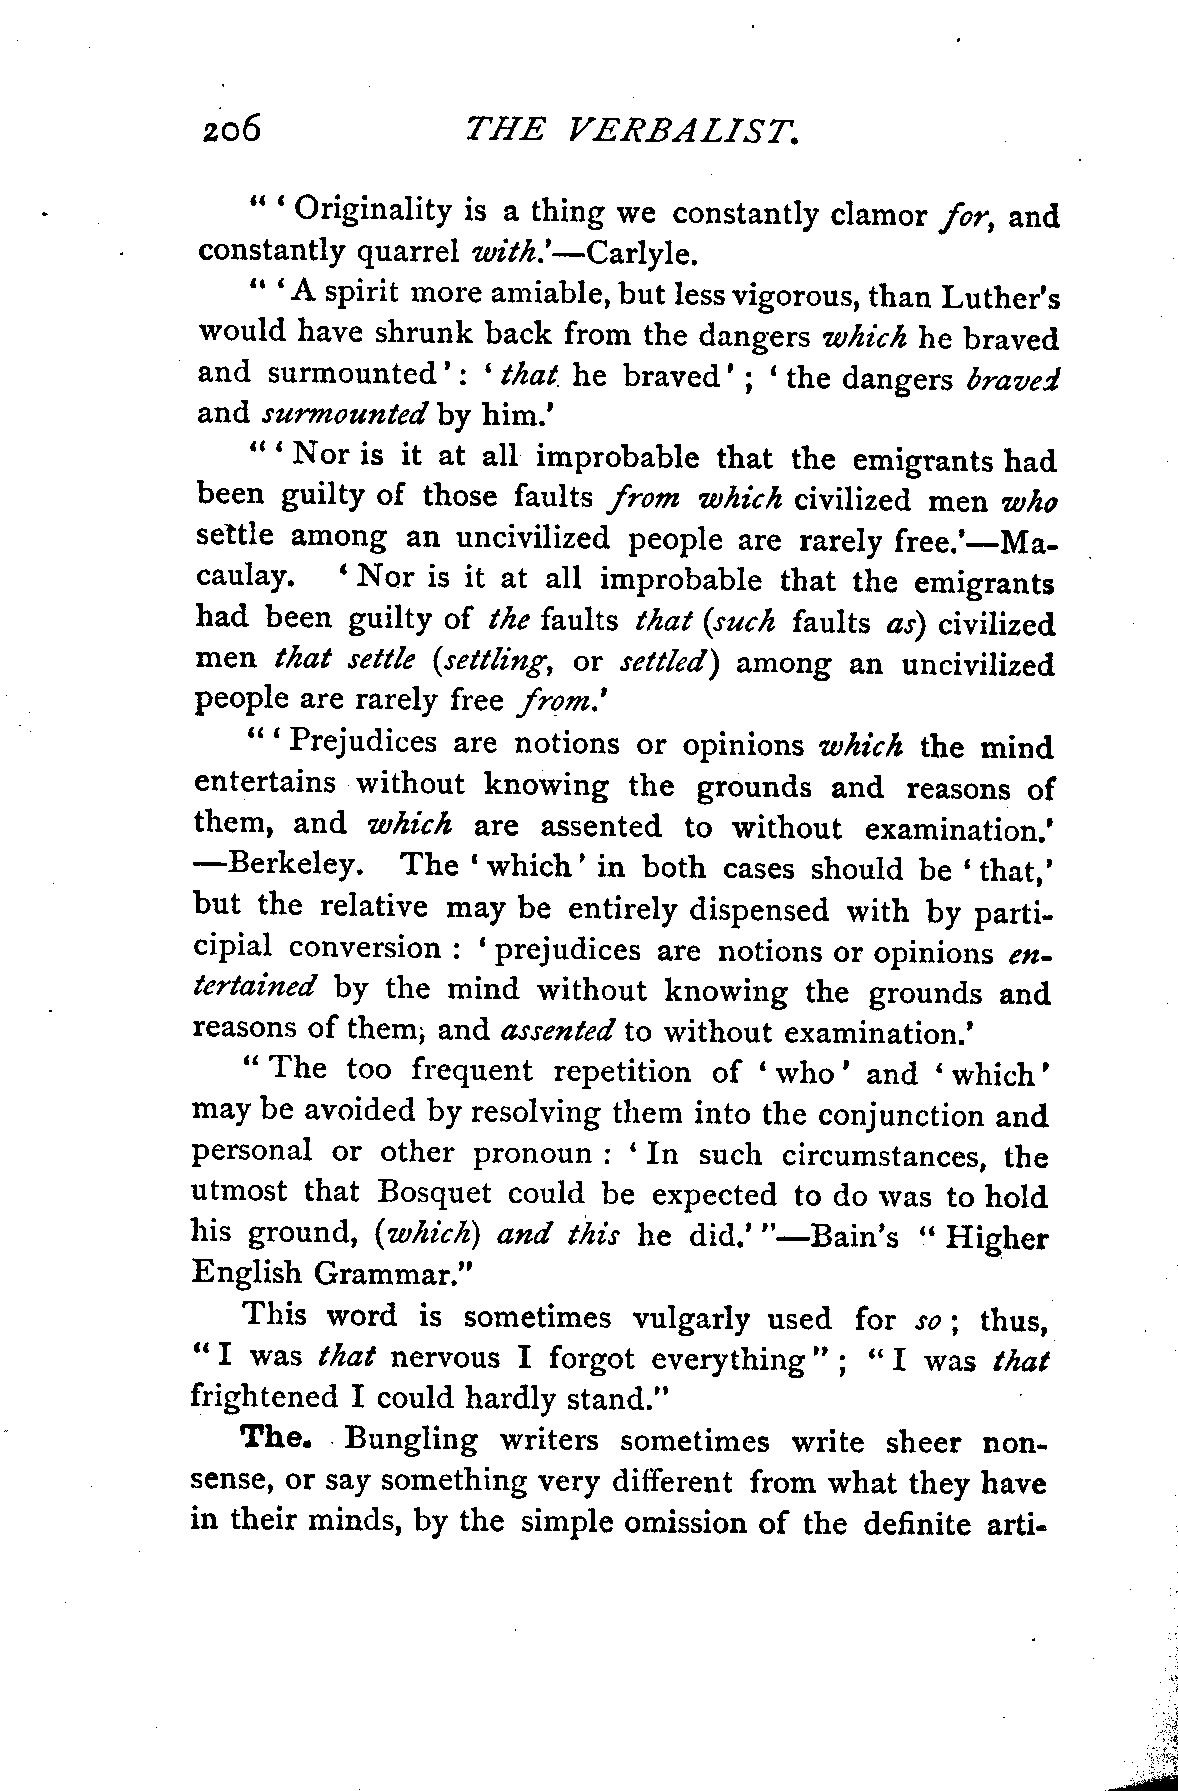 206 THE VERBALIST.
" ' Originality is a thing we constantly clamor for, and
constantly quarrel with.'—Carlyle.
" ' A spirit more amiable, but less vigorous, than Luther's
would have shrunk back from the dangers which he braved
and surmounted': ' that he braved' ; ' the dangers braved
and surmounted by him.'
" ' Nor is it at all improbable that the emigrants had
been guilty of those faults from which civilized men who
settle among an uncivilized people are rarely free.'—Ma-
caulay. ' Nor is it at all improbable that the emigrants
had been guilty of the faults that (such faults as) civilized
men that settle (settling, or settled) among an uncivilized
people are rarely free from.'
" ' Prejudices are notions or opinions which the mind
entertains without knowing the grounds and reasons of
them, and which are assented to without examination.'
—Berkeley. The ' which' in both cases should be ' that,'
but the relative may be entirely dispensed with by parti-
cipial conversion : ' prejudices are notions or opinions en-
tertained by the mind without knowing the grounds and
reasons of them, and assented to without examination.'
" The too frequent repetition of ' who' and ' which'
may be avoided by resolving them into the conjunction and
personal or other pronoun : ' In such circumstances, the
utmost that Bosquet could be expected to do was to hold
his ground, (which) and this he did.' "—Bain's " Higher
English Grammar."
This word is sometimes vulgarly used for so ; thus,
" I was that nervous I forgot everything" ; " I was that
frightened I could hardly stand."
The. Bungling writers sometimes write sheer non-
sense, or say something very different from what they have
in their minds, by the simple omission of the definite arti-